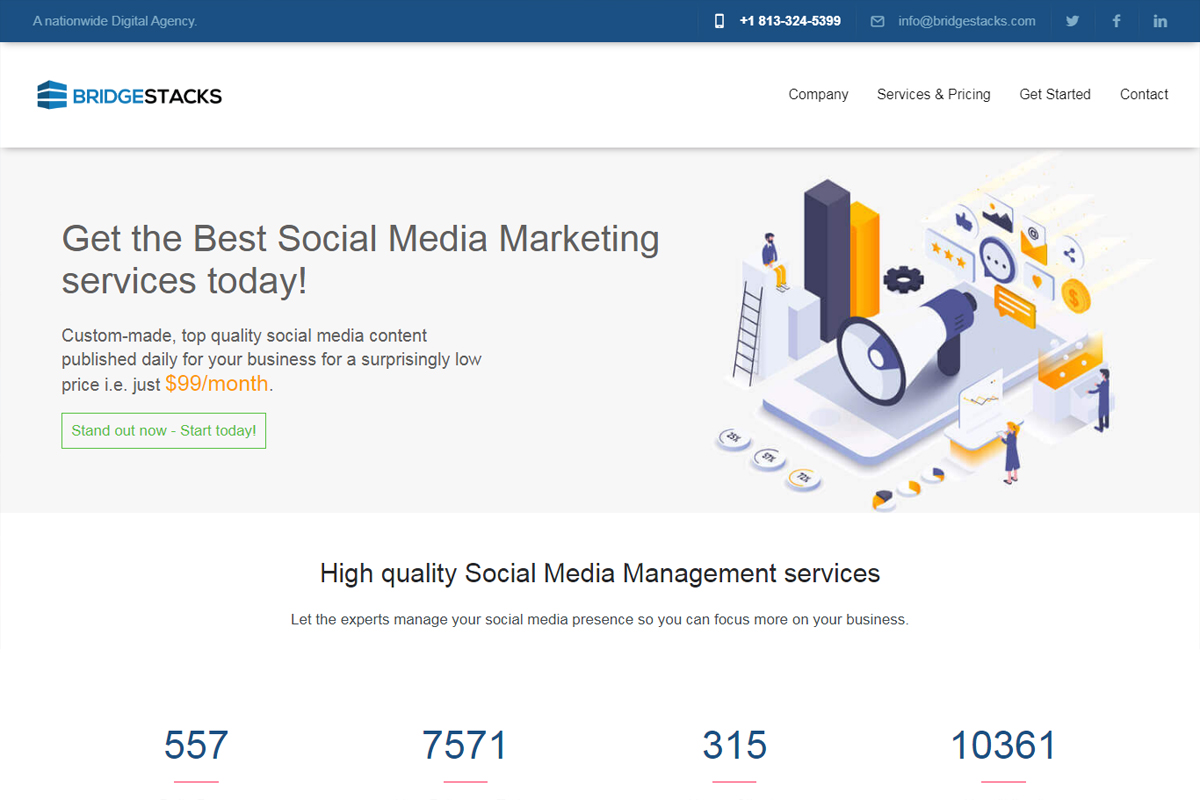 A nationwide Digital Agency.
+1 813-324-5399
info@bridgestacks.com
BRIDGESTACKS
Company
Services & Pricing
Get Started
Contact
Get the Best Social Media Marketing
services today!
Custom-made, top quality social media content
published daily for your business for a surprisingly low
price i.e. just $99/month.
Stand out now - Start today!
25%
57%
72%
High quality Social Media Management services
Let the experts manage your social media presence so you can focus more on your business.
557
7571
315
10361